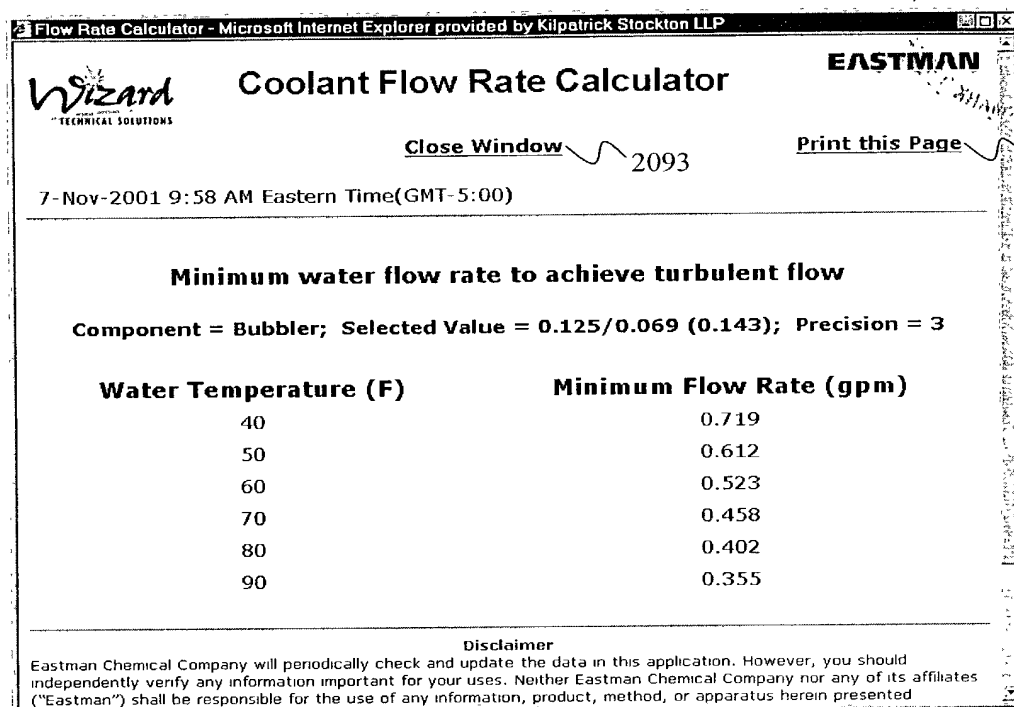 Flow Rate Calculator - Microsoft Internet Explorer provided by Kilpatrick Stockton LLP
Wizard
TECHNICAL SOLUTIONS
Coolant Flow Rate Calculator
EASTMAN
Close Window 2093
Print this Page
7-Nov-2001 9:58 AM Eastern Time(GMT-5:00)
Minimum water flow rate to achieve turbulent flow
Component = Bubbler; Selected Value = 0.125/0.069 (0.143); Precision = 3
Water Temperature (F) Minimum Flow Rate (gpm)
40 0.719
50 0.612
60 0.523
70 0.458
80 0.402
90 0.355
Disclaimer
Eastman Chemical Company will periodically check and update the data in this application. However, you should
independently verify any information important for your uses. Neither Eastman Chemical Company nor any of its affiliates
("Eastman") shall be responsible for the use of any information, product, method, or apparatus herein presented